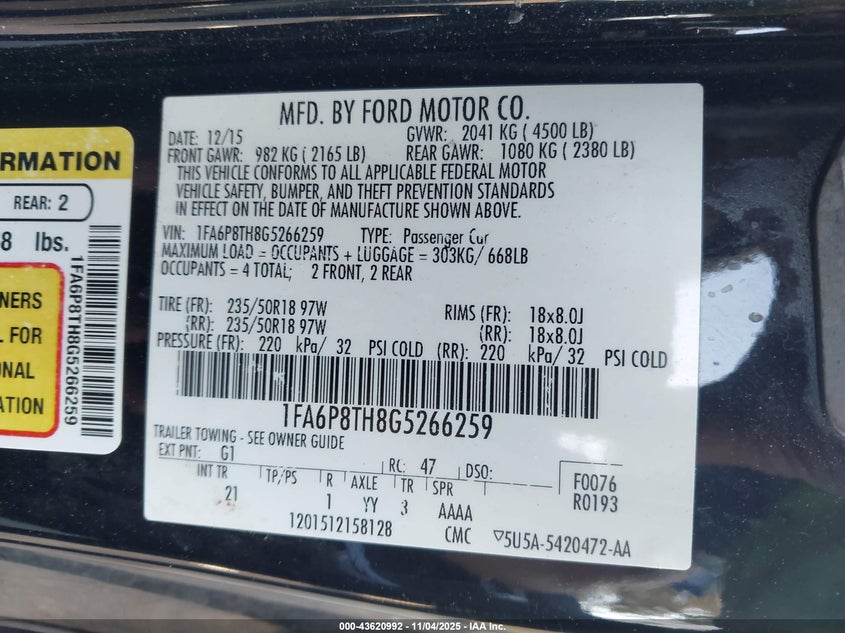 RMATION
REAR: 2
8 lbs.
NERS
L FOR
NAL
ATION
1FA6P8TH8G5266259
MFD. BY FORD MOTOR CO.
DATE: 12/15 GVWR: 2041 KG ( 4500 LB)
FRONT GAWR: 982 KG ( 2165 LB) REAR GAWR: 1080 KG ( 2380 LB)
THIS VEHICLE CONFORMS TO ALL APPLICABLE FEDERAL MOTOR
VEHICLE SAFETY, BUMPER, AND THEFT PREVENTION STANDARDS
IN EFFECT ON THE DATE OF MANUFACTURE SHOWN ABOVE.
VIN: 1FA6P8TH8G5266259 TYPE: Passenger Car
MAXIMUM LOAD = OCCUPANTS + LUGGAGE = 303KG/ 668LB
OCCUPANTS = 4 TOTAL; 2 FRONT, 2 REAR
TIRE (FR): 235/50R18 97W RIMS (FR): 18x8.0J
(RR): 235/50R18 97W (RR): 18x8.0J
PRESSURE (FR): 220 kPa/ 32 PSI COLD (RR): 220 kPa/ 32 PSI COLD
1FA6P8TH8G5266259
TRAILER TOWING - SEE OWNER GUIDE
EXT PNT: G1 RC: 47 DSO: F0076
INT TR TP/PS R AXLE TR SPR R0193
21 1 YY 3 AAAA
1201512158128 CMC ▽5U5A-5420472-AA
000-43620992 - 11/04/2025 - IAA Inc.